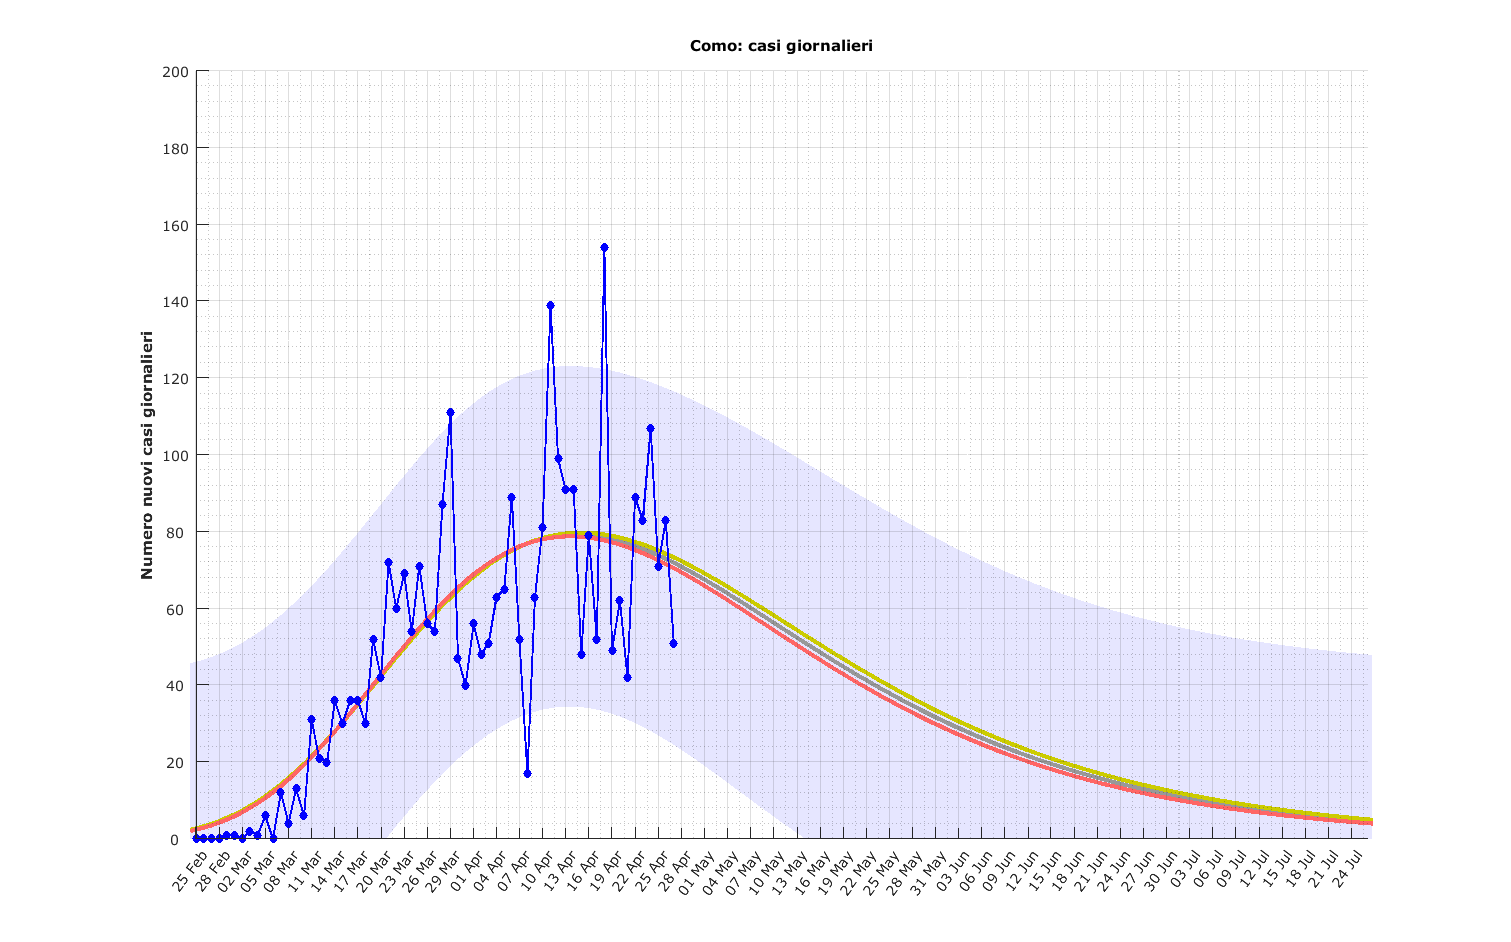 Como: casi giornalieri
Numero nuovi casi giornalieri
200
180
160
140
120
100
80
60
40
20
0
25 Feb
28 Feb
02 Mar
05 Mar
08 Mar
11 Mar
14 Mar
17 Mar
20 Mar
23 Mar
26 Mar
29 Mar
01 Apr
04 Apr
07 Apr
10 Apr
13 Apr
16 Apr
19 Apr
22 Apr
25 Apr
28 Apr
01 May
04 May
07 May
10 May
13 May
16 May
19 May
22 May
25 May
28 May
31 May
03 Jun
06 Jun
09 Jun
12 Jun
15 Jun
18 Jun
21 Jun
24 Jun
27 Jun
30 Jun
03 Jul
06 Jul
09 Jul
12 Jul
15 Jul
18 Jul
21 Jul
24 Jul